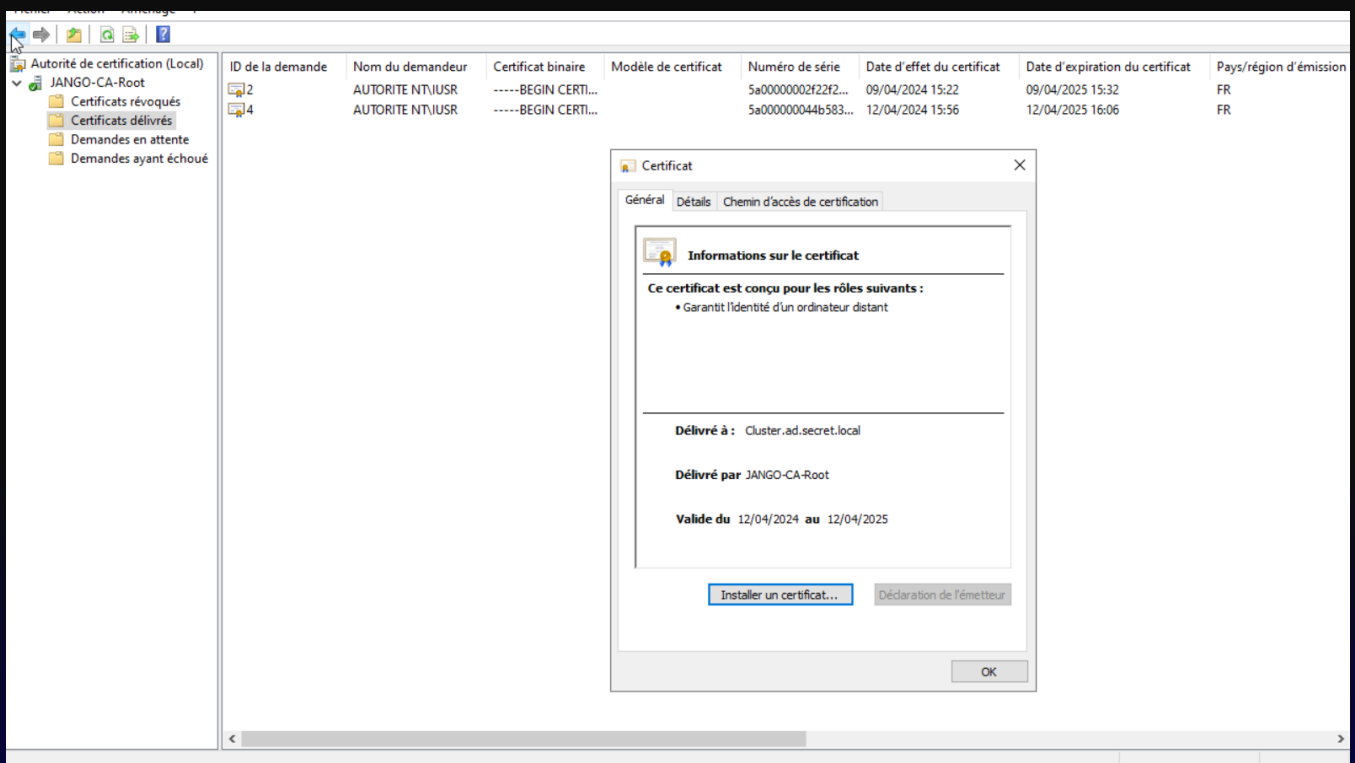 Autorité de certification (Local)
JANGO-CA-Root
Certificats révoqués
Certificats délivrés
Demandes en attente
Demandes ayant échoué
ID de la demande Nom du demandeur Certificat binaire Modèle de certificat Numéro de série Date d'effet du certificat Date d'expiration du certificat Pays/région d'émission
2 AUTORITE NT\IUSR -----BEGIN CERTI... 5a00000002f22f2... 09/04/2024 15:22 09/04/2025 15:32 FR
4 AUTORITE NT\IUSR -----BEGIN CERTI... 5a000000044b583... 12/04/2024 15:56 12/04/2025 16:06 FR
Certificat
Général Détails Chemin d'accès de certification
Informations sur le certificat
Ce certificat est conçu pour les rôles suivants :
• Garantit l'identité d'un ordinateur distant
Délivré à : Cluster.ad.secret.local
Délivré par JANGO-CA-Root
Valide du 12/04/2024 au 12/04/2025
Installer un certificat... Déclaration de l'émetteur
OK